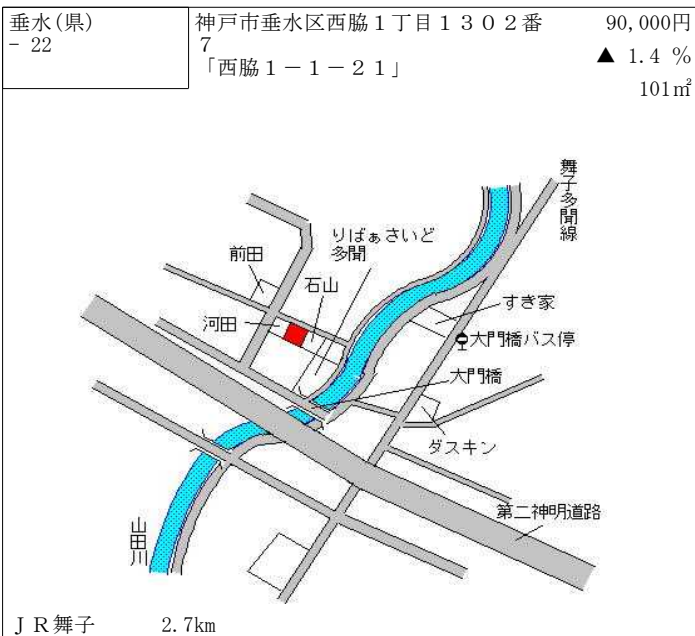 垂水(県)
- 22
神戸市垂水区西脇１丁目１３０２番
７
「西脇１－１－２１」
90,000円
▲ 1.4 %
101㎡
舞子多聞線
りばぁさいど
多聞
前田
石山
すき家
河田
大門橋バス停
大門橋
ダスキン
第二神明道路
山田川
ＪＲ舞子 2.7km